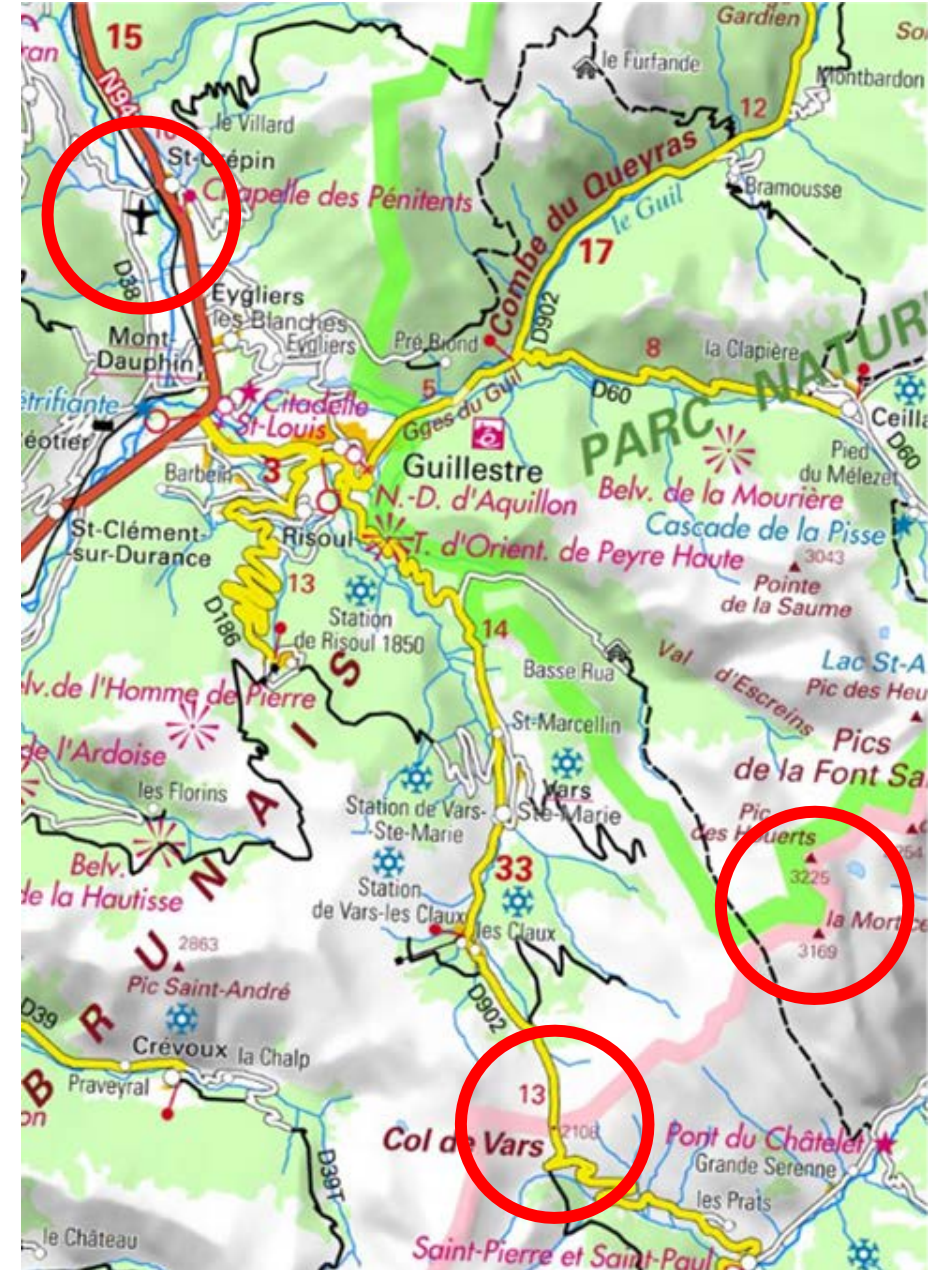 15
Gardien
ran
N94
le Furfande
Montbardon
12
le Villard
St-Crépin
Chapelle des Pénitents
Combe du Queyras
le Guil
17
Bramousse
D38
Eygliers
les Blanches
Eygliers
Pré Biond
D902
8
la Clapière
PARC NATUR
Mont
Dauphin
5
Gges du Guil
D60
Ceilla
étrifiante
Citadelle
St-Louis
éotier
Barbein
3
Guillestre
Belv. de la Mourière
Pied
du Mélezet
D60
N.-D. d'Aquillon
Cascade de la Pisse
St-Clément-
sur-Durance
Risoul
T. d'Orient. de Peyre Haute
3043
Pointe
de la Saume
13
D186
Station
de Risoul 1850
14
Basse Rua
Val d'Escreins
Lac St-A
Pic des Heu
lv.de l'Homme de Pierre
St-Marcellin
Pics
de la Font Sa
de l'Ardoise
les Florins
Station de Vars-
Ste-Marie
Vars
Ste-Marie
Pic
des Houerts
3225
Belv.
de la Hautisse
33
Station
de Vars-les Claux
les Claux
la Mortice
3169
2863
Pic Saint-André
BRUNAIS
D39
Crévoux
la Chalp
Praveyral
D902
on
13
Col de Vars
2108
Pont du Châtelet
Grande Serenne
D39T
les Prats
le Château
Saint-Pierre et Saint-Paul